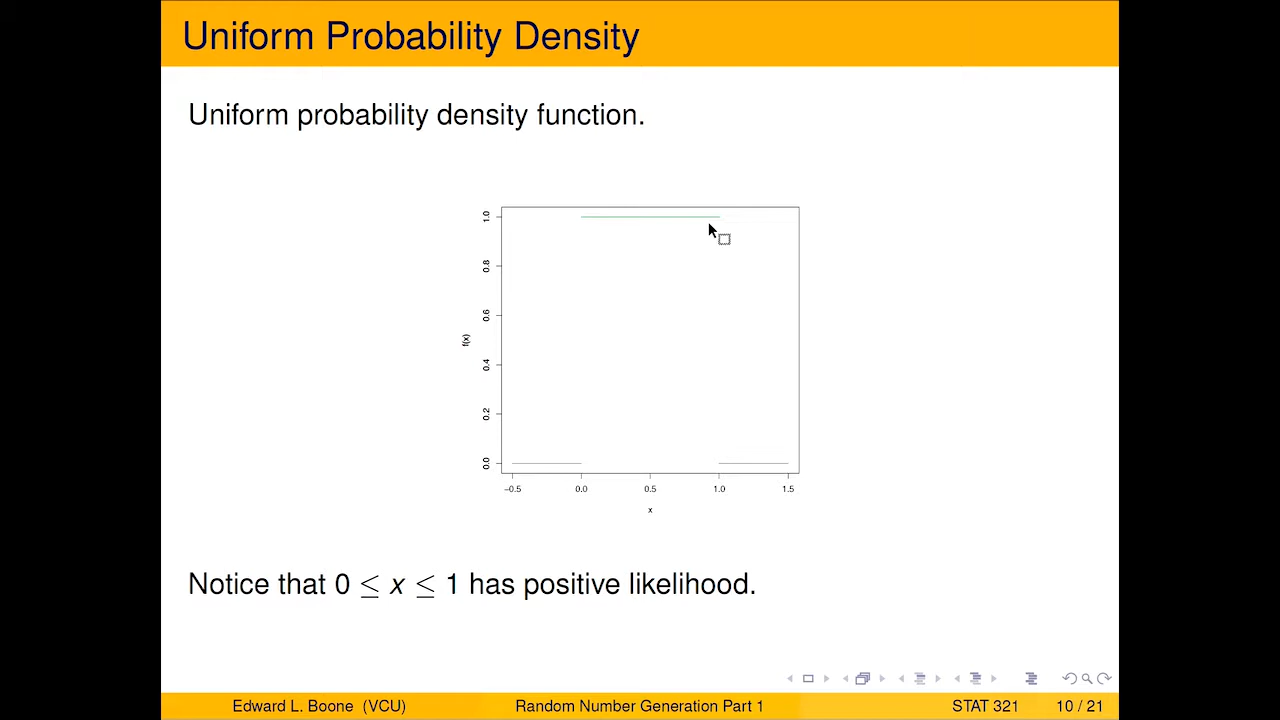 Uniform Probability Density
Uniform probability density function.
1.0
0.8
0.6
0.4
0.2
0.0
f(x)
−0.5 0.0 0.5 1.0 1.5
x
Notice that 0 ≤ x ≤ 1 has positive likelihood.
Edward L. Boone (VCU) Random Number Generation Part 1 STAT 321 10 / 21